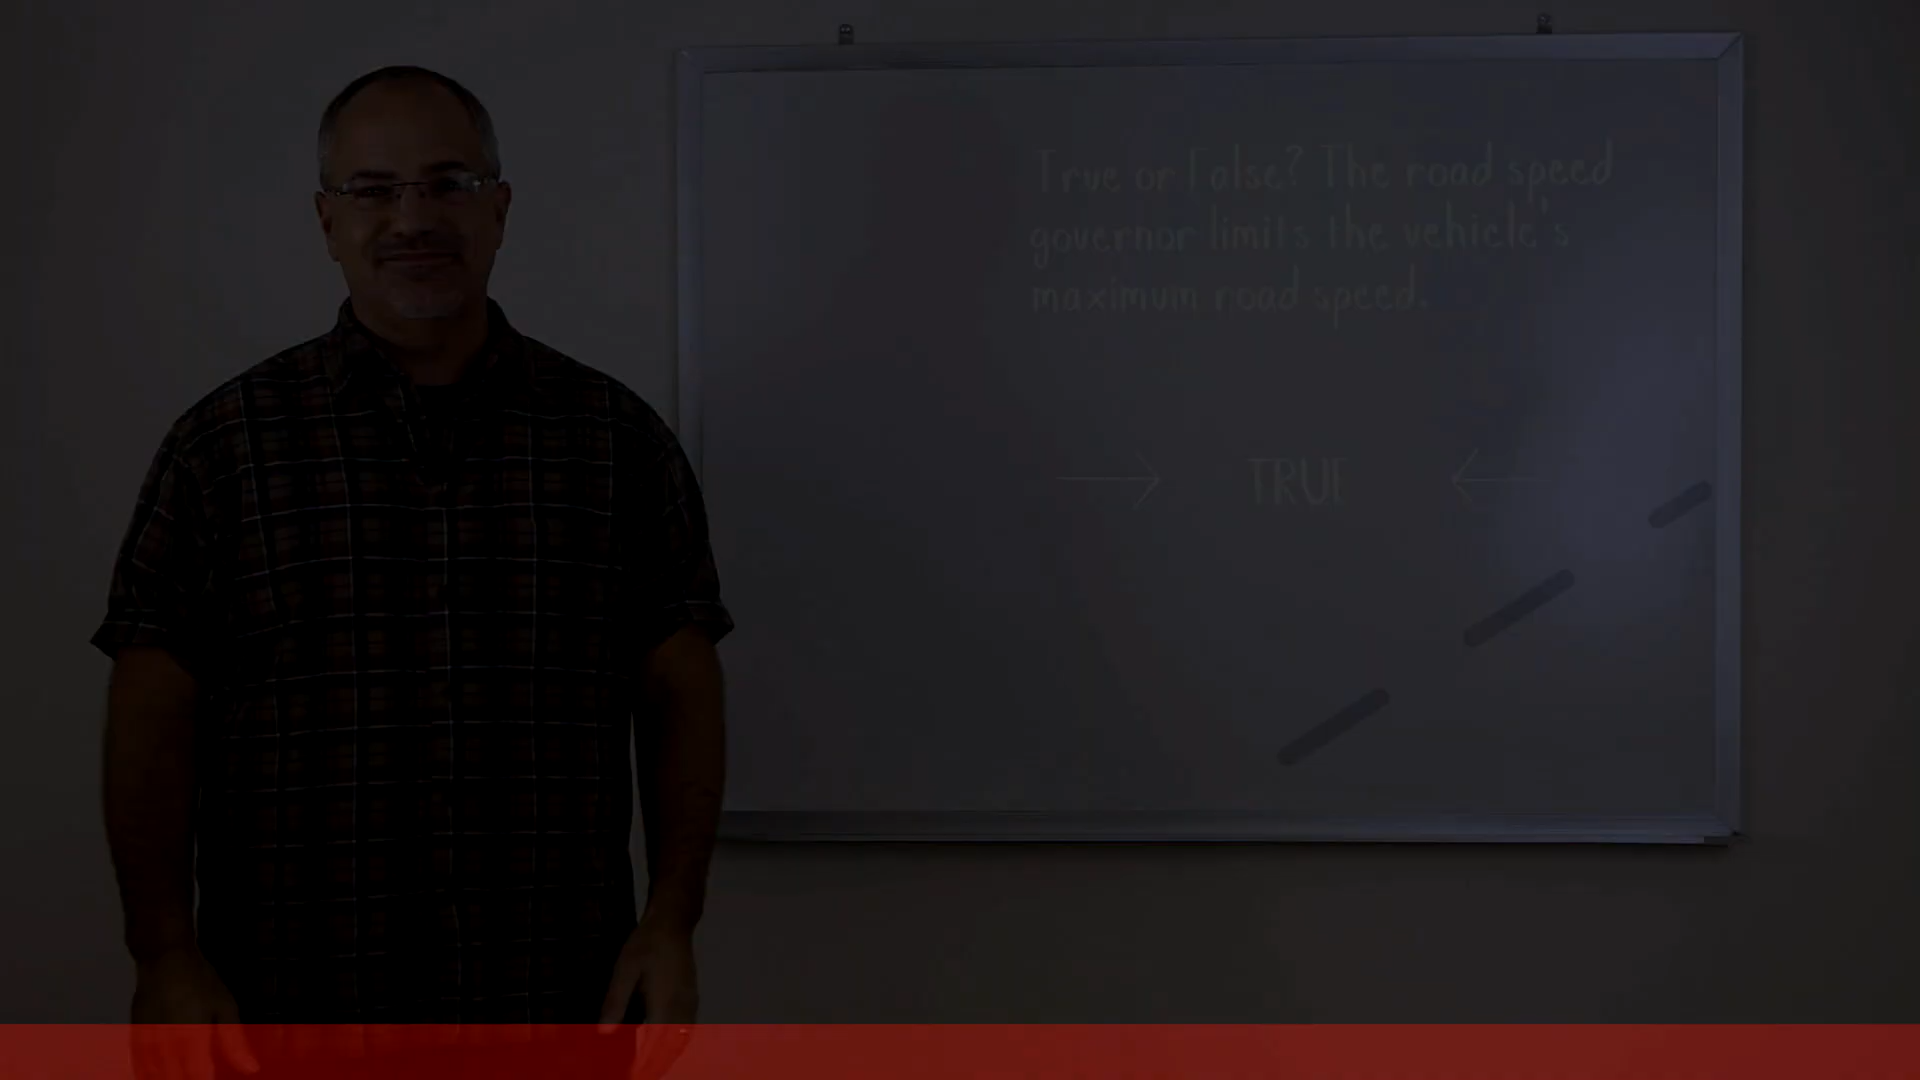 True or False? The road speed
governor limits the vehicle's
maximum road speed.
→ TRUE ←